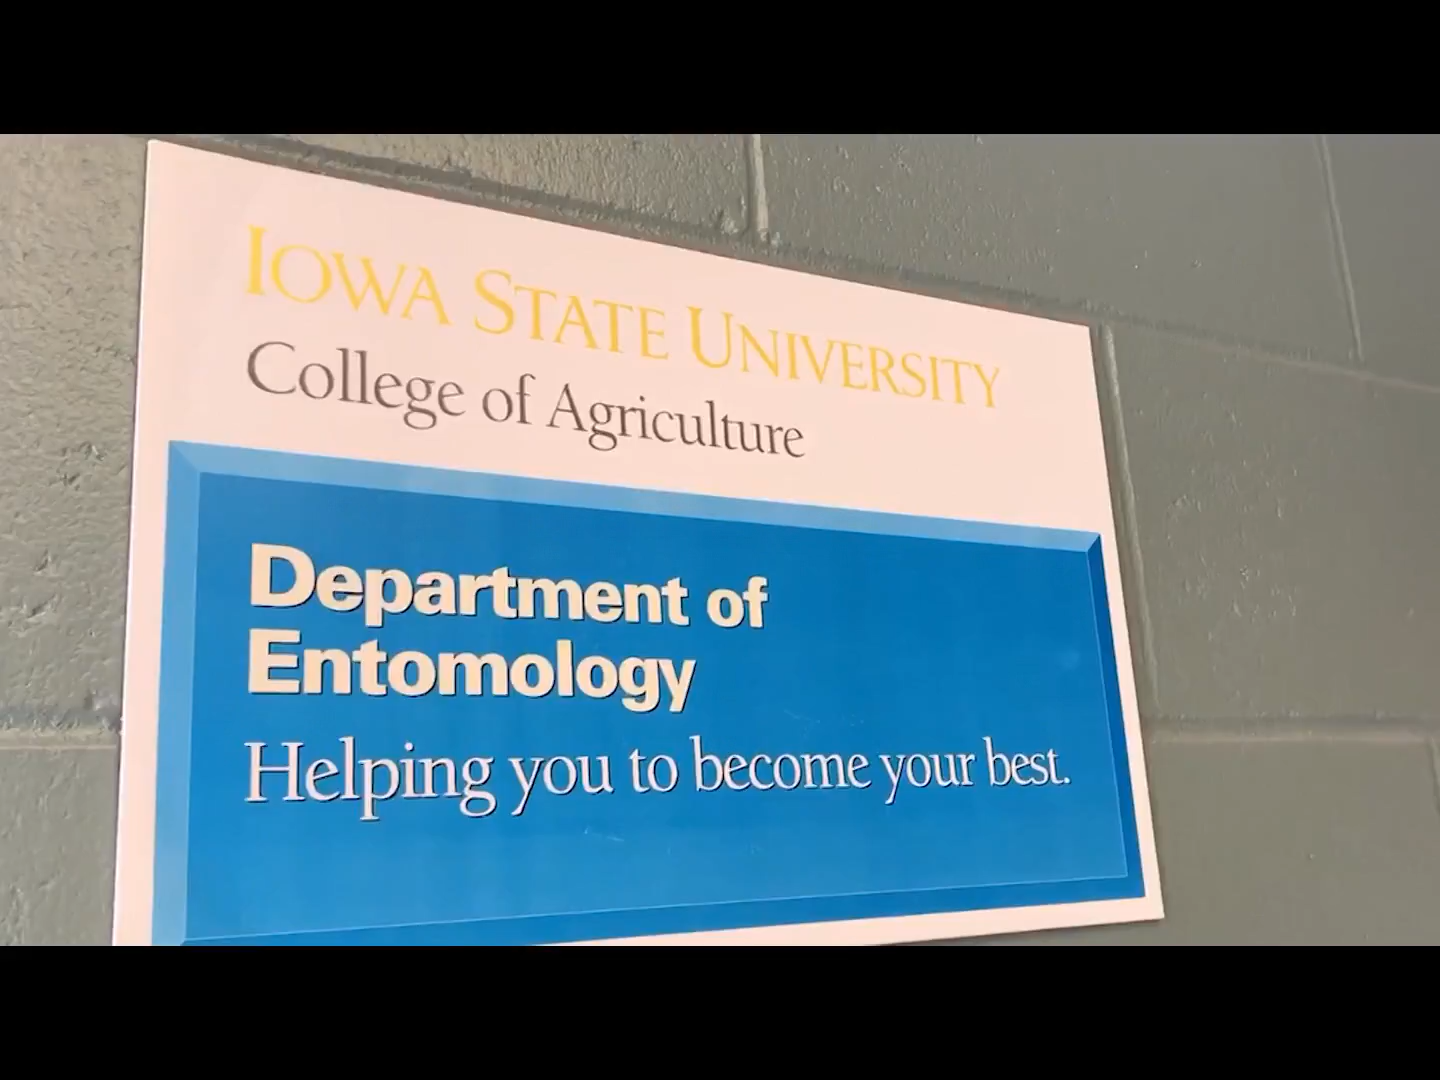 IOWA STATE UNIVERSITY
College of Agriculture
Department of
Entomology
Helping you to become your best.